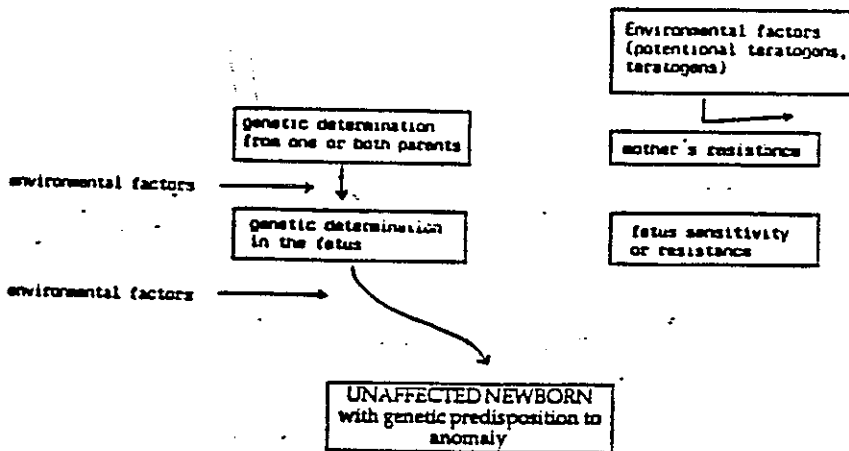 Environmental factors
(potential teratogens,
teratogens)
genetic determination
from one or both parents
mother's resistance
environmental factors
genetic determination
in the fetus
fetus sensitivity
or resistance
environmental factors
UNAFFECTED NEWBORN
with genetic predisposition to
anomaly